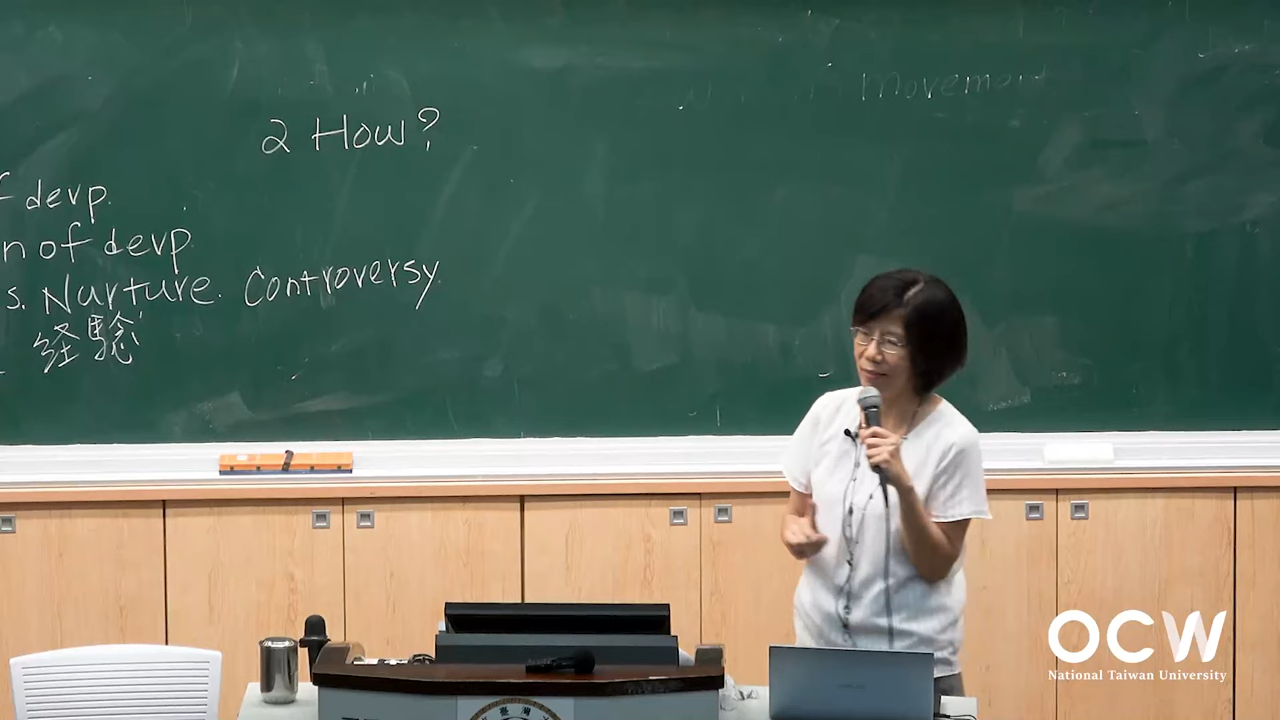 2 How?
f devp.
n of devp.
s. Nurture. Controversy.
经驗
movement
OCW
National Taiwan University